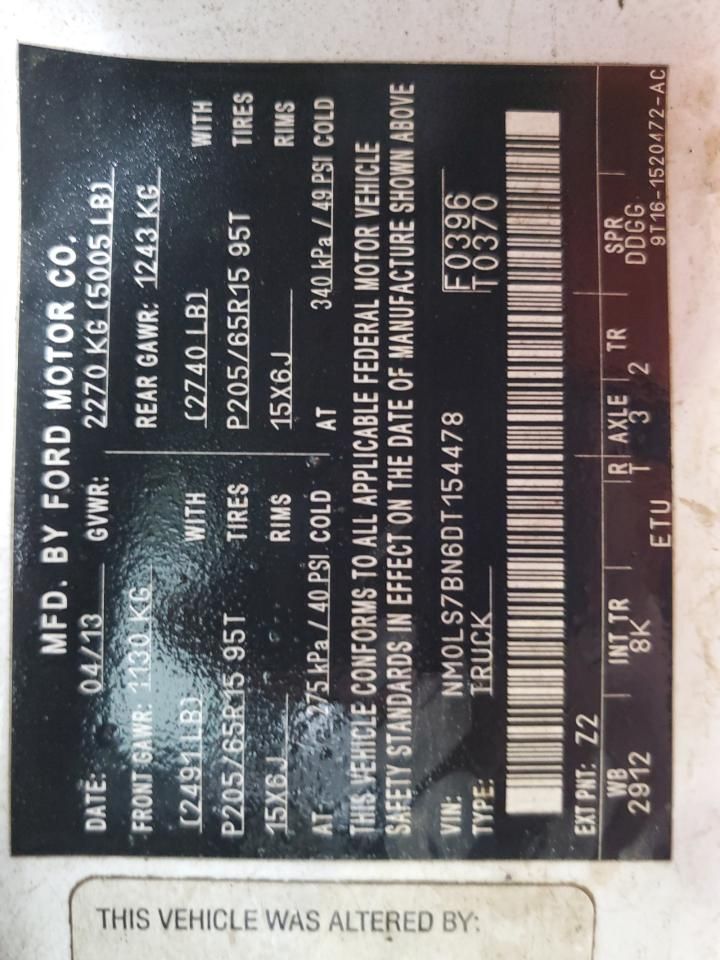 MFD. BY FORD MOTOR CO.
DATE: 04/13 GVWR: 2270 KG (5005 LB)
FRONT GAWR: 1130 KG REAR GAWR: 1243 KG
(2491LB) WITH (2740 LB) WITH
P205/65R15 95T TIRES P205/65R15 95T TIRES
15X6J RIMS 15X6J RIMS
AT 275 kPa / 40 PSI COLD AT 340 kPa / 49 PSI COLD
THIS VEHICLE CONFORMS TO ALL APPLICABLE FEDERAL MOTOR VEHICLE
SAFETY STANDARDS IN EFFECT ON THE DATE OF MANUFACTURE SHOWN ABOVE
VIN: NM0LS7BN6DT154478 F0396
TYPE: TRUCK T0370
EXT PNT: Z2
WB INT TR R AXLE TR SPR
2912 8K T 3 2 DDGG
ETU 9T16-1520472-AC
THIS VEHICLE WAS ALTERED BY: